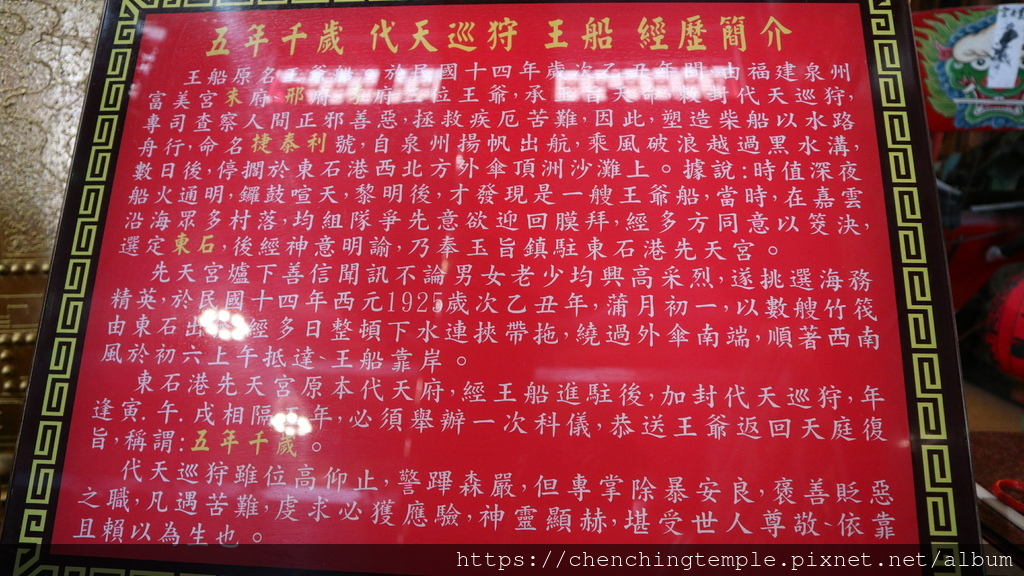 五年千歲 代天巡狩 王船 經歷簡介
王船原名王爺 於民國十四年歲次乙丑年間,由福建泉州
富美宮 府 邢府 府 位王爺,承 旨 敕封代天巡狩,
專司查察人間正邪善惡,拯救疾厄苦難,因此,塑造柴船以水路
舟行,命名捷泰利號,自泉州揚帆出航,乘風破浪越過黑水溝,
數日後,停擱於東石港西北方外傘頂洲沙灘上。據說:時值深夜
船火通明,鑼鼓喧天,黎明後,才發現是一艘王爺船,當時,在嘉雲
沿海眾多村落,均組隊爭先意欲迎回膜拜,經多方同意以筊決,
選定東石,後經神意明諭,乃奉玉旨鎮駐東石港先天宮。
先天宮爐下善信聞訊不論男女老少均興高采烈,遂挑選海務
精英,於民國十四年西元1925歲次乙丑年,蒲月初一,以數艘竹筏
由東石出 經多日整頓下水連挾帶拖,繞過外傘南端,順著西南
風於初六上午抵達、王船靠岸。
東石港先天宮原本代天府,經王船進駐後,加封代天巡狩,年
逢寅.午.戌相隔 年,必須舉辦一次科儀,恭送王爺返回天庭復
旨,稱謂:五年千歲。
代天巡狩雖位高仰止,警蹕森嚴,但專掌除暴安良,褒善貶惡
之職,凡遇苦難,虔求必獲應驗,神靈顯赫,堪受世人尊敬、依靠
且賴以為生也。
https://chenchingtemple.pixnet.net/album